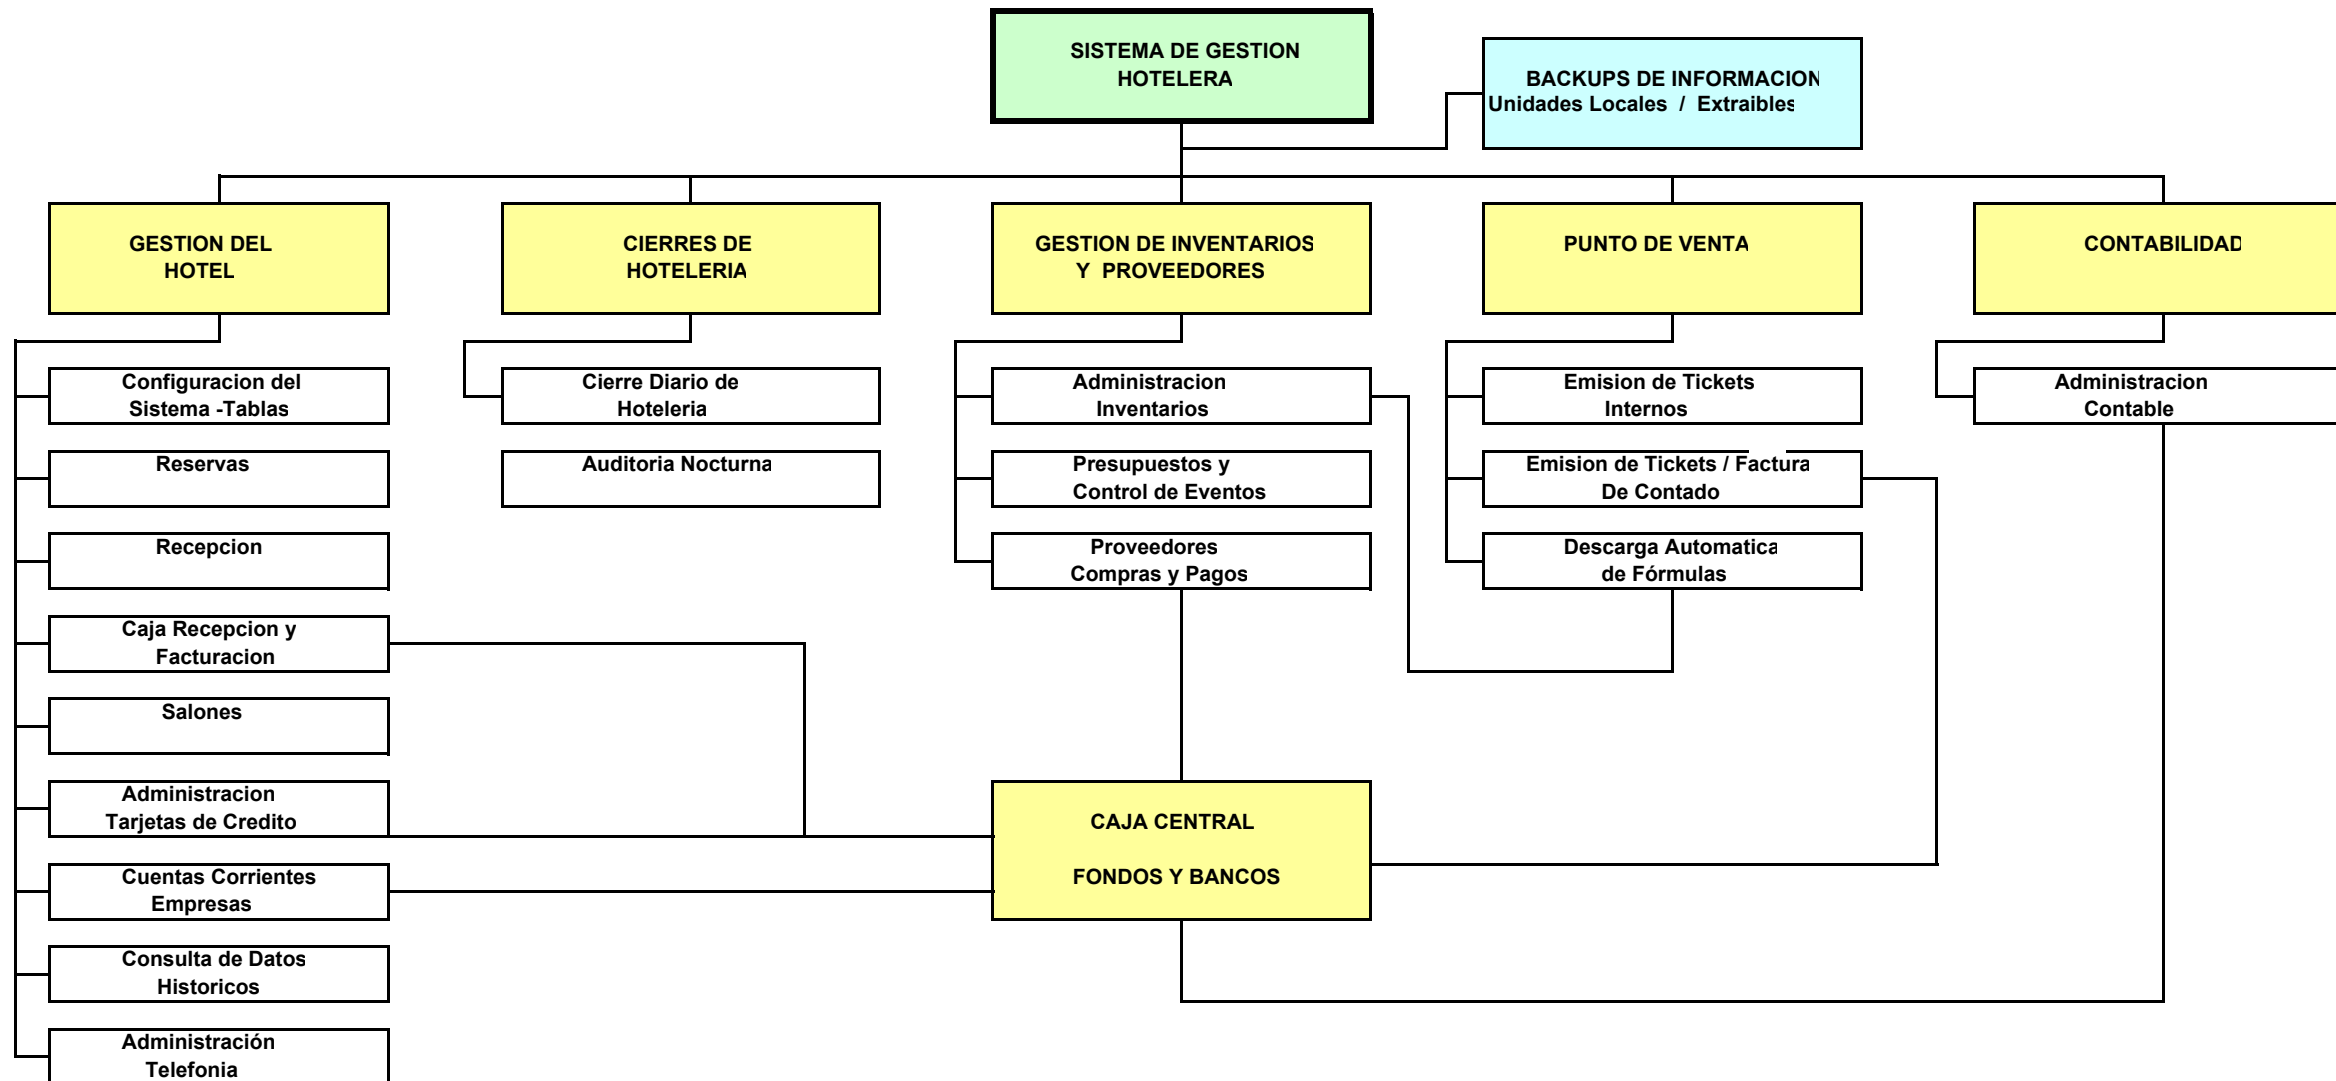 SISTEMA DE GESTION
HOTELERA
BACKUPS DE INFORMACION
Unidades Locales / Extraibles
GESTION DEL
HOTEL
CIERRES DE
HOTELERIA
GESTION DE INVENTARIOS
Y PROVEEDORES
PUNTO DE VENTA
CONTABILIDAD
Configuracion del
Sistema -Tablas
Reservas
Recepcion
Caja Recepcion y
Facturacion
Salones
Administracion
Tarjetas de Credito
Cuentas Corrientes
Empresas
Consulta de Datos
Historicos
Administración
Telefonia
Cierre Diario de
Hoteleria
Auditoria Nocturna
Administracion
Inventarios
Presupuestos y
Control de Eventos
Proveedores
Compras y Pagos
Emision de Tickets
Internos
Emision de Tickets / Factura
De Contado
Descarga Automatica
de Fórmulas
Administracion
Contable
CAJA CENTRAL
FONDOS Y BANCOS